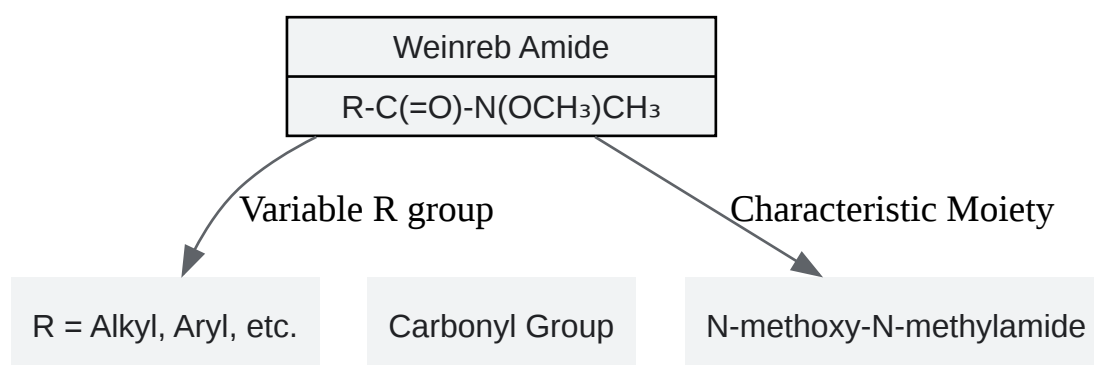 Weinreb Amide
R-C(=O)-N(OCH₃)CH₃
Variable R group
Characteristic Moiety
R = Alkyl, Aryl, etc.
Carbonyl Group
N-methoxy-N-methylamide